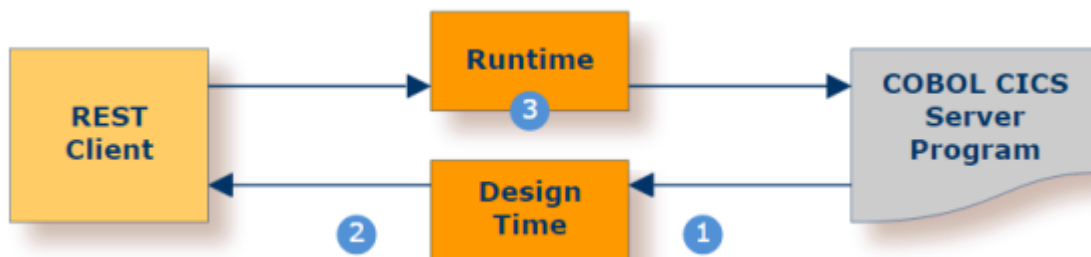 REST
Client
Runtime
3
Design
Time
2
1
COBOL CICS
Server
Program